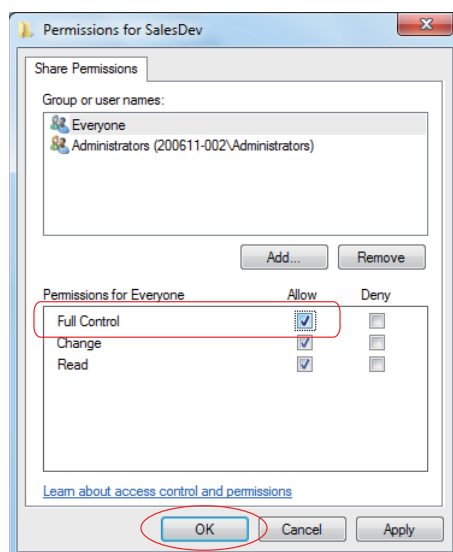 Permissions for SalesDev
Share Permissions
Group or user names:
Everyone
Administrators (200611-002\Administrators)
Add... Remove
Permissions for Everyone Allow Deny
Full Control
Change
Read
Learn about access control and permissions
OK Cancel Apply